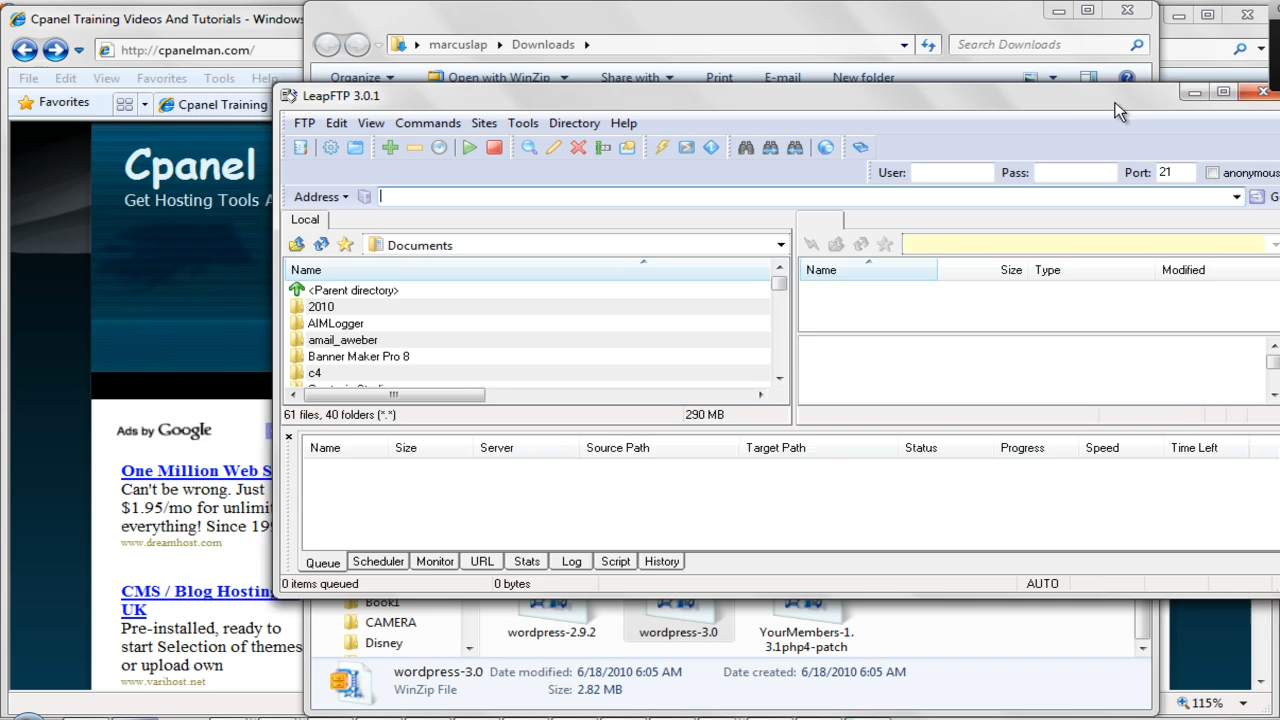 Cpanel Training Videos And Tutorials - Windows
http://cpanelman.com/
File Edit View Favorites Tools Help
Favorites
Cpanel Training
Cpanel
Get Hosting Tools A
Ads by Google
One Million Web S
Can't be wrong. Just
$1.95/mo for unlimi
everything! Since 199
www.dreamhost.com
CMS / Blog Hosting
UK
Pre-installed, ready to
start Selection of themes
or upload own
www.varihost.net
marcuslap Downloads
Search Downloads
Organize Open with WinZip Share with Print E-mail New folder
LeapFTP 3.0.1
FTP Edit View Commands Sites Tools Directory Help
User: Pass: Port: 21 anonymous
Address G
Local
Documents
Name
<Parent directory>
2010
AIMLogger
amail_aweber
Banner Maker Pro 8
c4
61 files, 40 folders (*.*) 290 MB
Name Size Type Modified
Name Size Server Source Path Target Path Status Progress Speed Time Left
Queue Scheduler Monitor URL Stats Log Script History
0 items queued 0 bytes AUTO
Book1
CAMERA
Disney
wordpress-2.9.2
wordpress-3.0
YourMembers-1.
3.1php4-patch
wordpress-3.0 Date modified: 6/18/2010 6:05 AM Date created: 6/18/2010 6:05 AM
WinZip File Size: 2.82 MB
115%